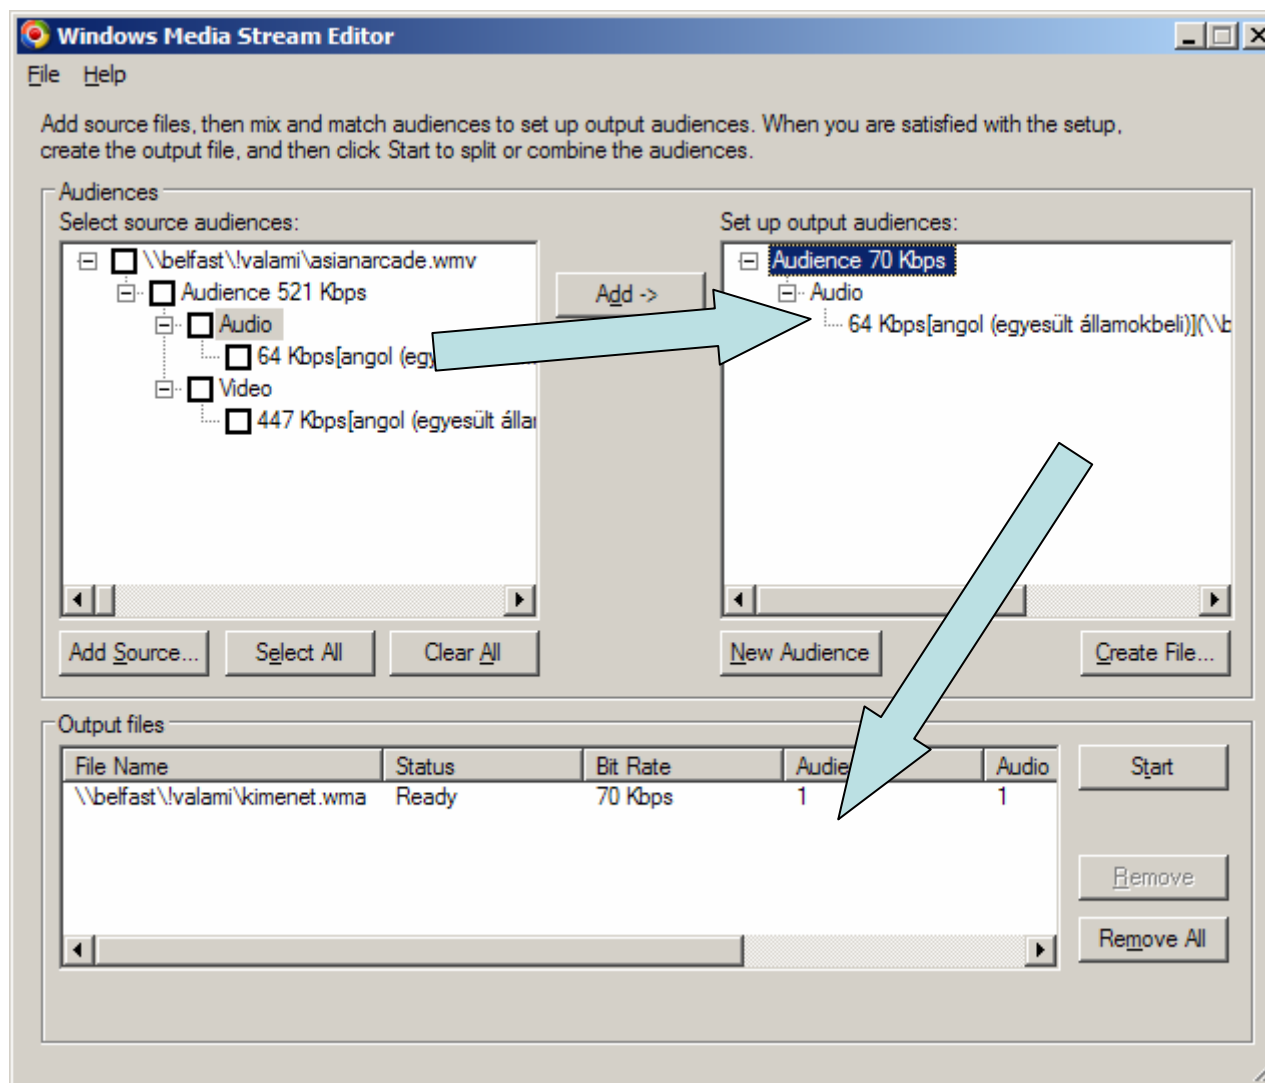 Windows Media Stream Editor
File Help
Add source files, then mix and match audiences to set up output audiences. When you are satisfied with the setup,
create the output file, and then click Start to split or combine the audiences.
Audiences
Select source audiences:
\\belfast\!valami\asianarcade.wmv
Audience 521 Kbps
Audio
64 Kbps[angol
Video
447 Kbps[angol (egyesült állar
Add ->
Set up output audiences:
Audience 70 Kbps
Audio
64 Kbps[angol (egyesült államokbeli)](\\b
Add Source... Select All Clear All New Audience Create File...
Output files
File Name Status Bit Rate Audio
\\belfast\!valami\kimenet.wma Ready 70 Kbps 1 1
Start
Remove
Remove All